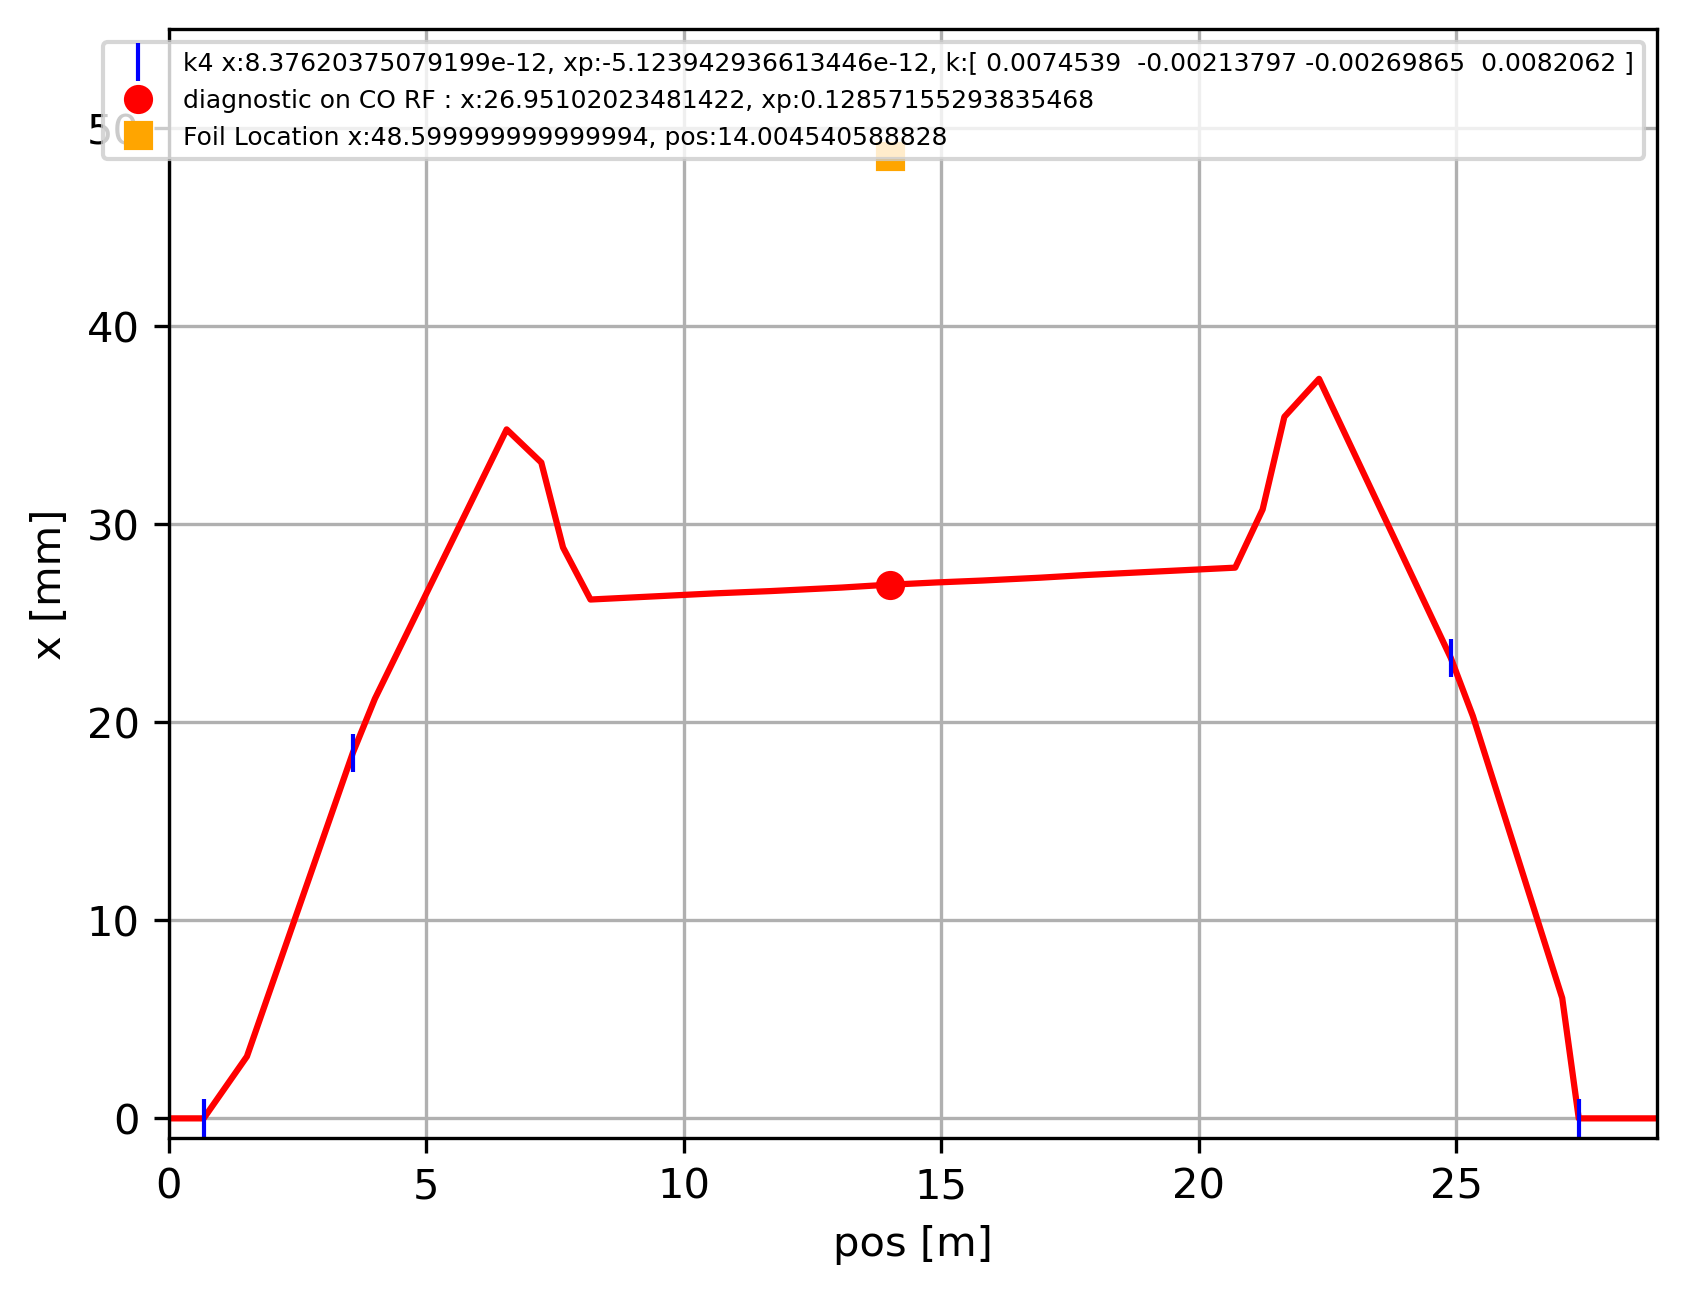 k4 x:8.37620375079199e-12, xp:-5.123942936613446e-12, k:[ 0.0074539  -0.00213797 -0.00269865  0.0082062 ]
diagnostic on CO RF : x:26.95102023481422, xp:0.12857155293835468
Foil Location x:48.599999999999994, pos:14.004540588828
50
40
30
20
10
0
x [mm]
0 5 10 15 20 25
pos [m]